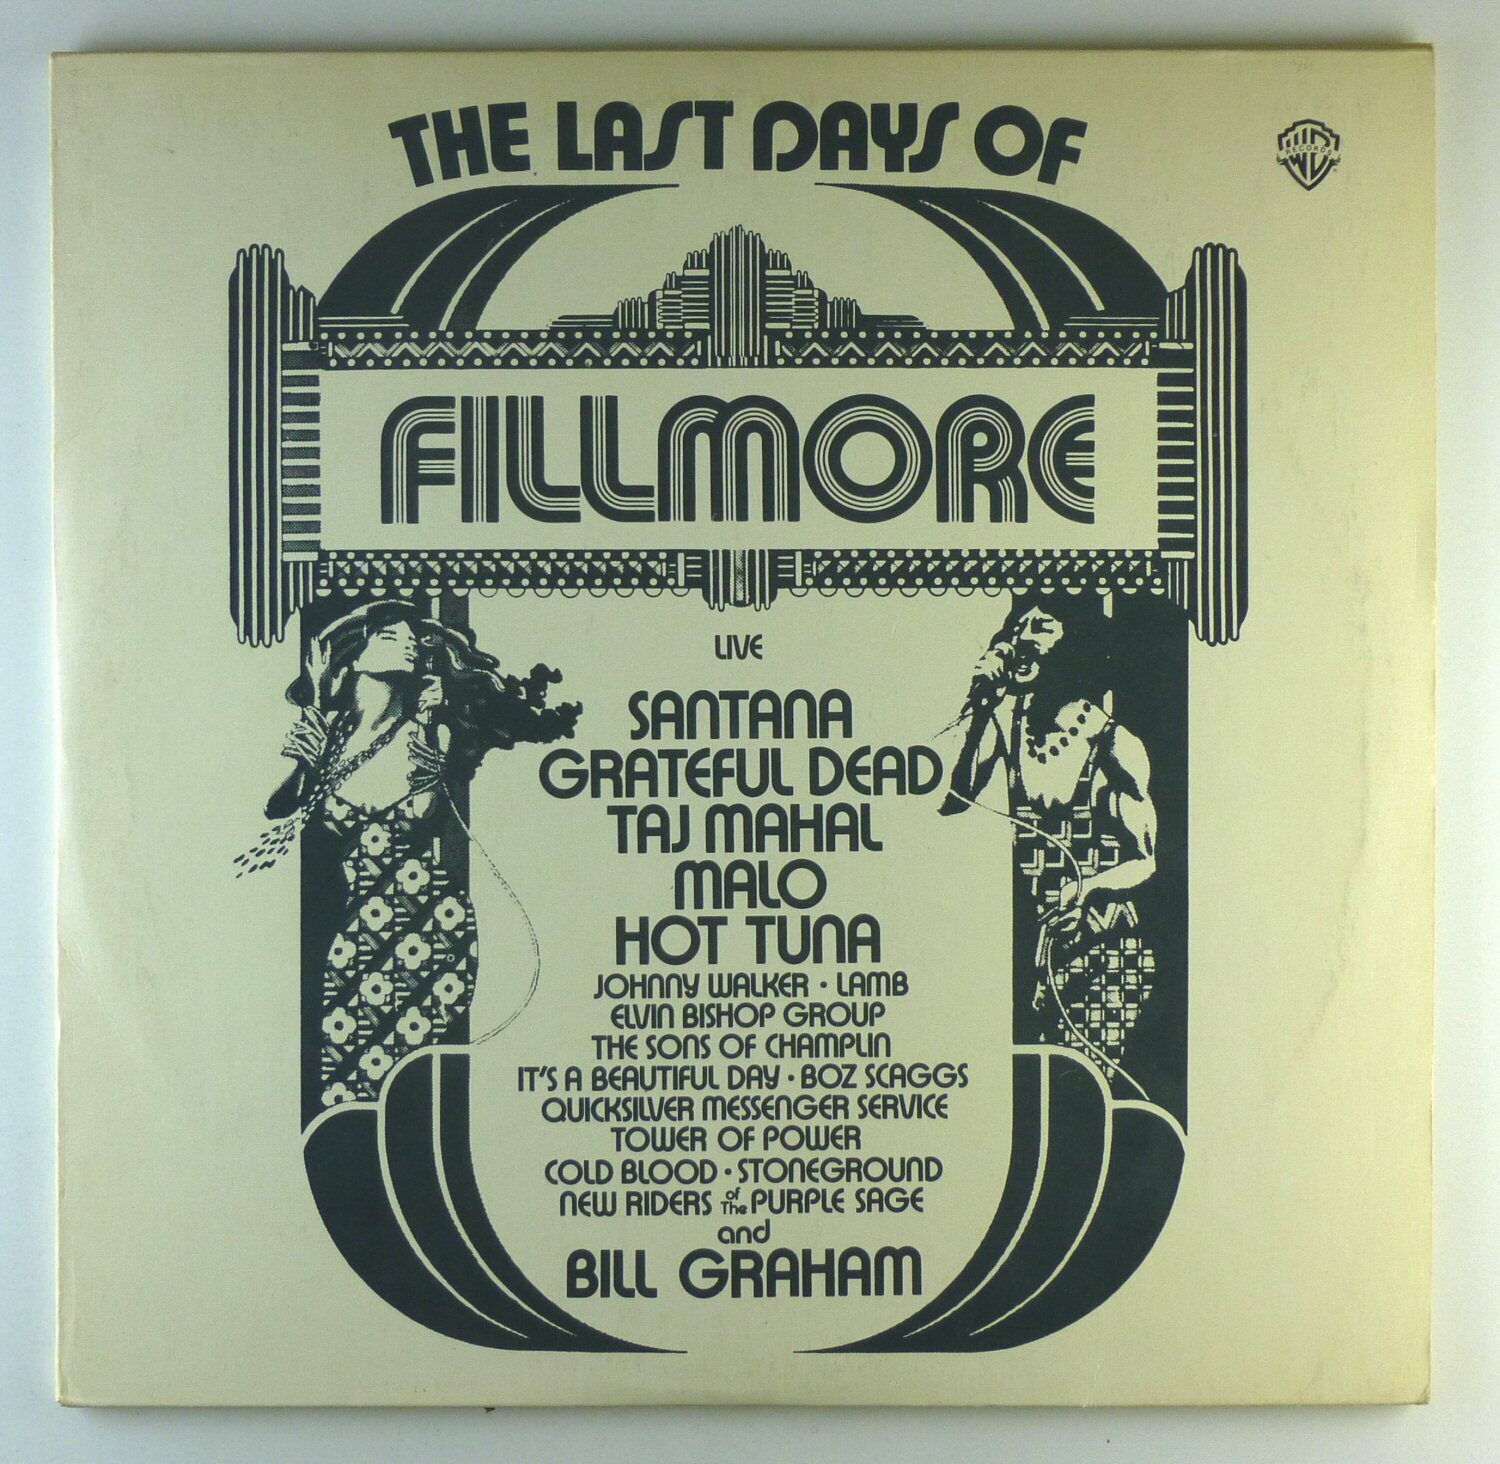 THE LAST DAYS OF
WB
RECORDS
FILLMORE
LIVE
SANTANA
GRATEFUL DEAD
TAJ MAHAL
MALO
HOT TUNA
JOHNNY WALKER · LAMB
ELVIN BISHOP GROUP
THE SONS OF CHAMPLIN
IT'S A BEAUTIFUL DAY · BOZ SCAGGS
QUICKSILVER MESSENGER SERVICE
TOWER OF POWER
COLD BLOOD · STONEGROUND
NEW RIDERS of The PURPLE SAGE
and
BILL GRAHAM